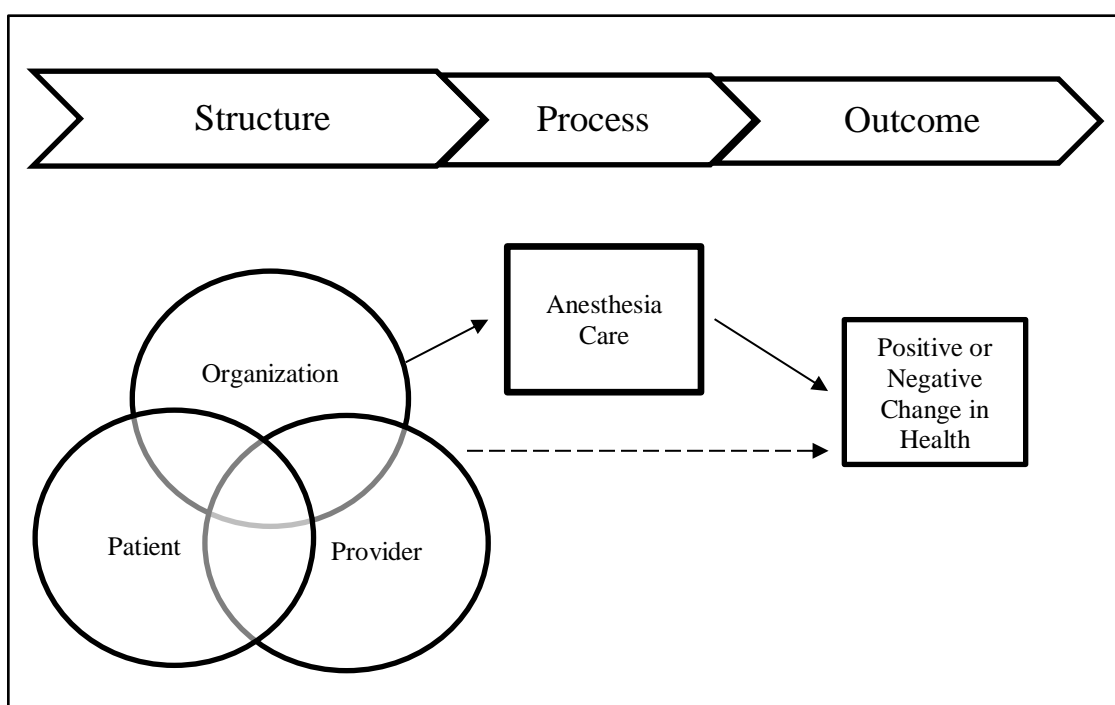 Structure
Process
Outcome
Organization
Patient
Provider
Anesthesia
Care
Positive or
Negative
Change in
Health